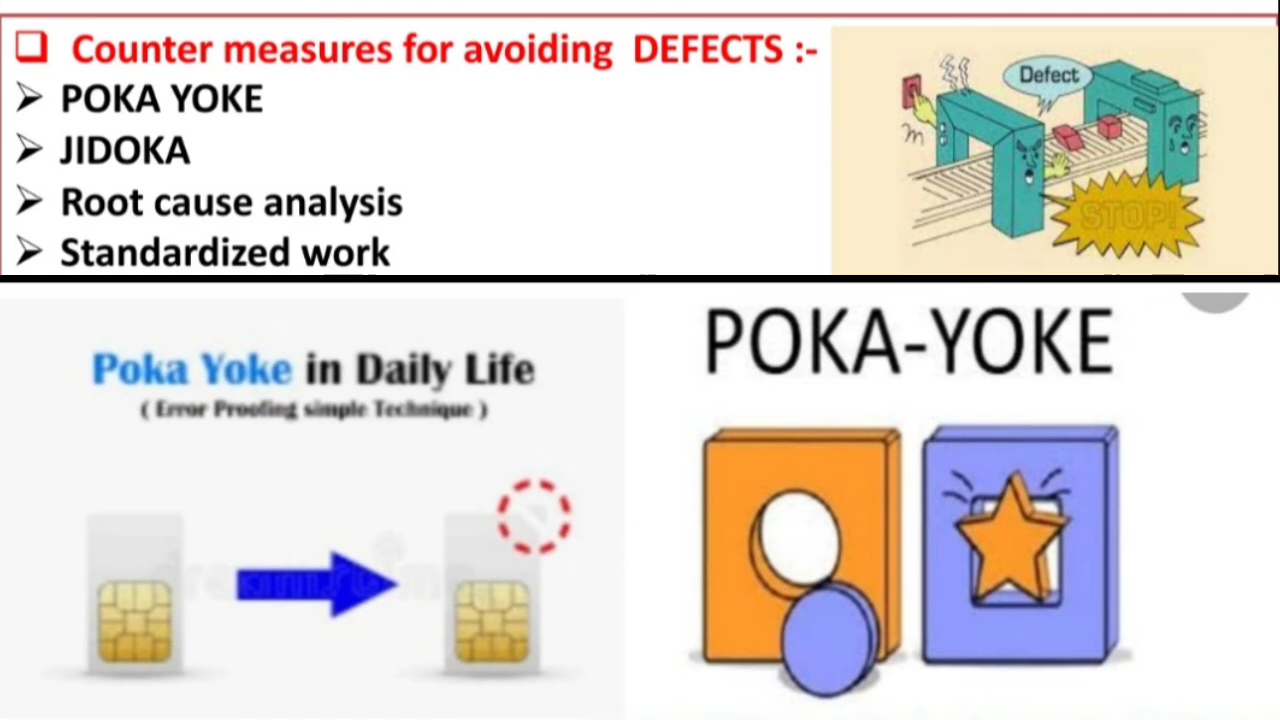 ❑ Counter measures for avoiding DEFECTS :-
➢ POKA YOKE
➢ JIDOKA
➢ Root cause analysis
➢ Standardized work
Defect
STOP!
Poka Yoke in Daily Life
( Error Proofing simple Technique )
POKA-YOKE